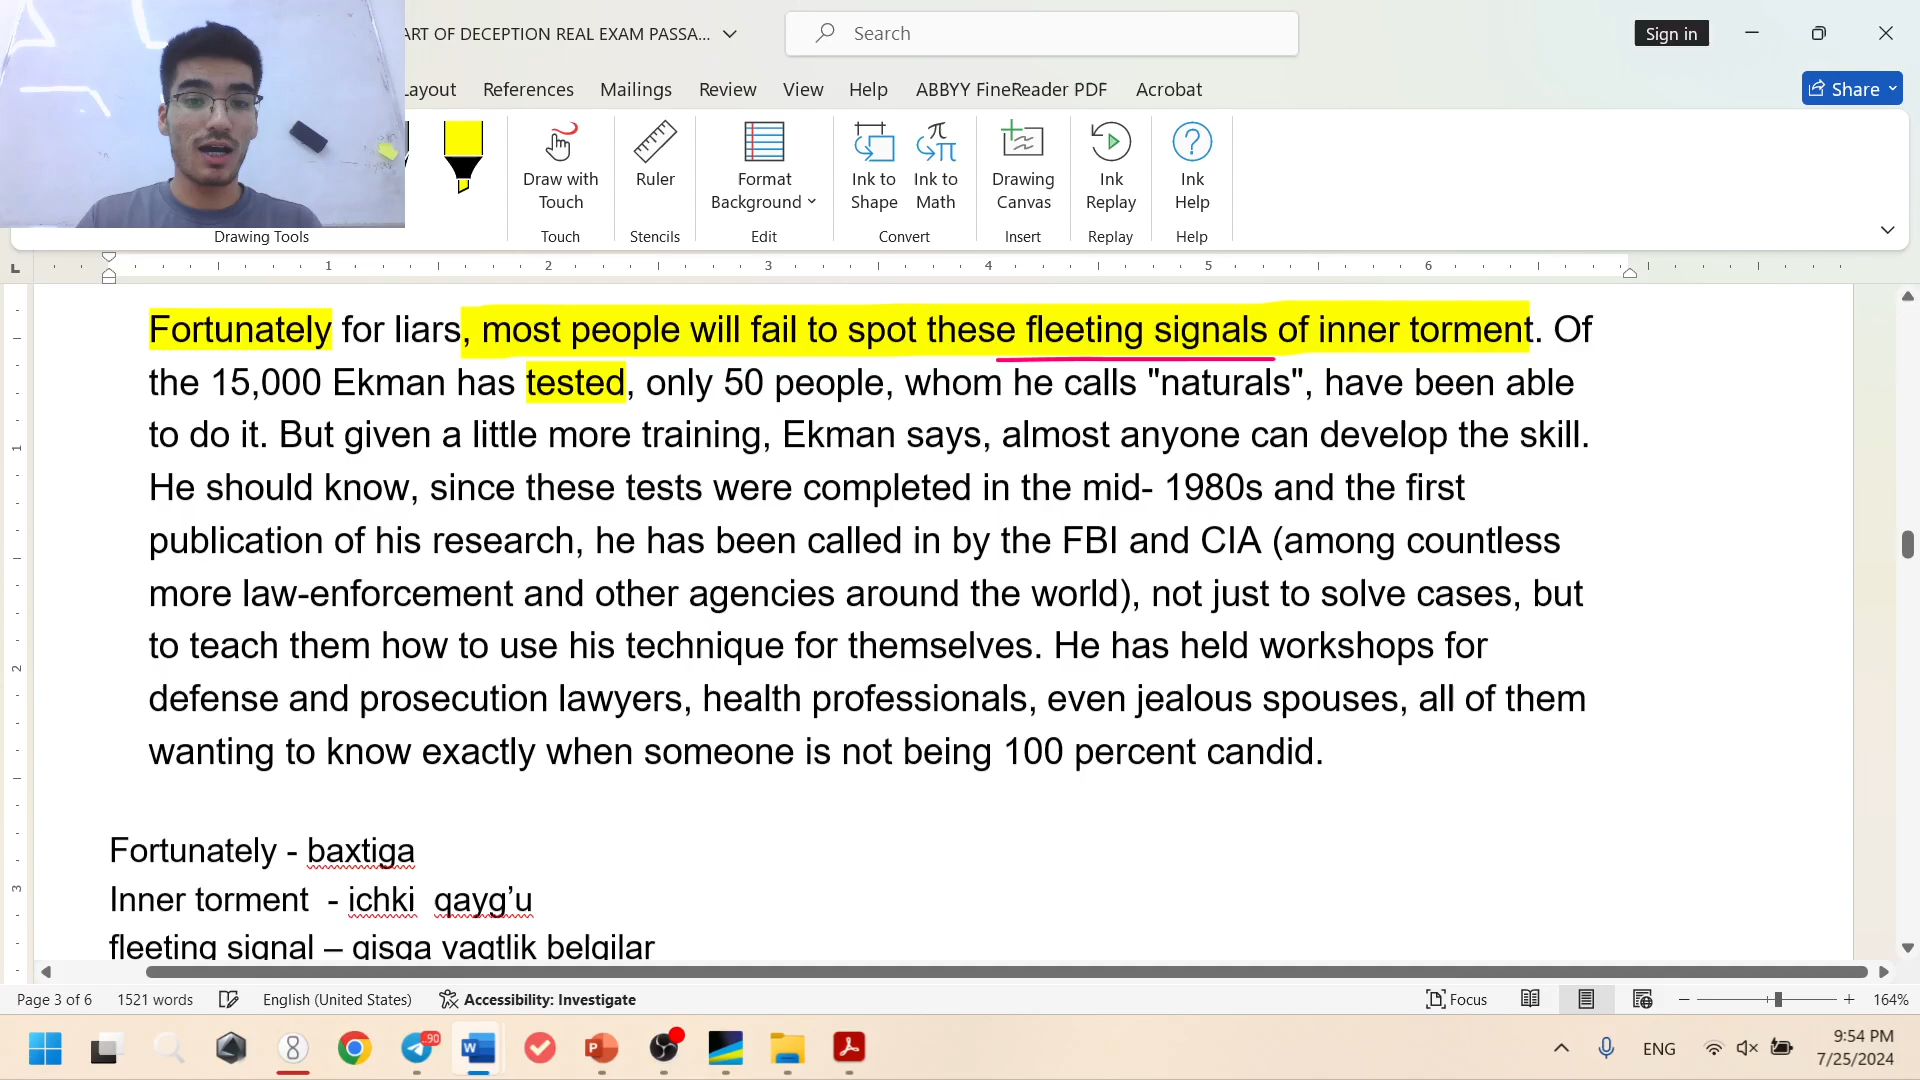 ART OF DECEPTION REAL EXAM PASSA...
Search
Sign in
Layout References Mailings Review View Help ABBYY FineReader PDF Acrobat
Share
Draw with Touch
Ruler
Format Background
Ink to Shape
Ink to Math
Drawing Canvas
Ink Replay
Ink Help
Drawing Tools Touch Stencils Edit Convert Insert Replay Help
1 2 3 4 5 6
Fortunately for liars, most people will fail to spot these fleeting signals of inner torment. Of
the 15,000 Ekman has tested, only 50 people, whom he calls "naturals", have been able
to do it. But given a little more training, Ekman says, almost anyone can develop the skill.
He should know, since these tests were completed in the mid- 1980s and the first
publication of his research, he has been called in by the FBI and CIA (among countless
more law-enforcement and other agencies around the world), not just to solve cases, but
to teach them how to use his technique for themselves. He has held workshops for
defense and prosecution lawyers, health professionals, even jealous spouses, all of them
wanting to know exactly when someone is not being 100 percent candid.
Fortunately - baxtiga
Inner torment - ichki qayg’u
fleeting signal – qisqa vaqtlik belgilar
1
2
3
Page 3 of 6 1521 words English (United States) Accessibility: Investigate Focus 164%
..90
ENG
9:54 PM
7/25/2024